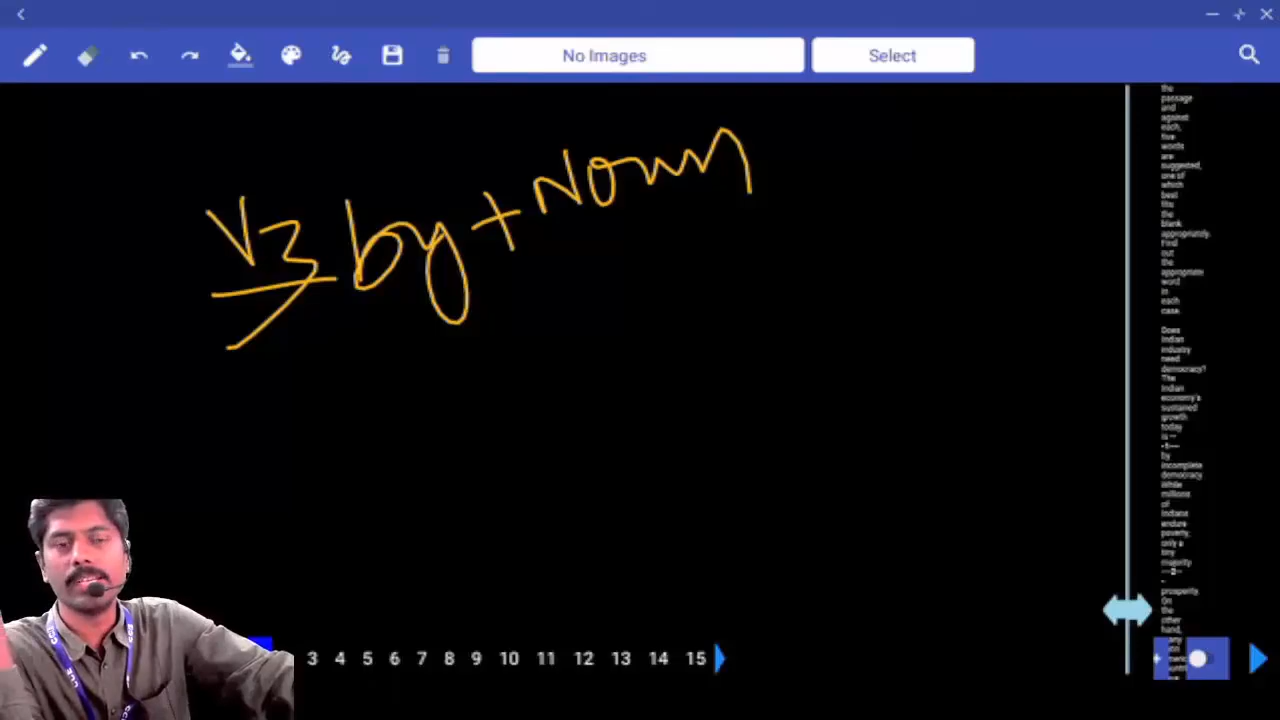 No Images
Select
V3 by + Noun
the
passage
and
against
each,
five
words
are
suggested,
one of
which
best
fits
the
blank
appropriately.
Find
out
the
appropriate
word
in
each
case.
Does
Indian
industry
need
democracy?
The
Indian
economy's
sustained
growth
today
is --
-1---
by
incomplete
democracy.
While
millions
of
Indians
endure
poverty,
only a
tiny
majority
---2--
-
prosperity.
On
the
other
hand,
3 4 5 6 7 8 9 10 11 12 13 14 15
CCE